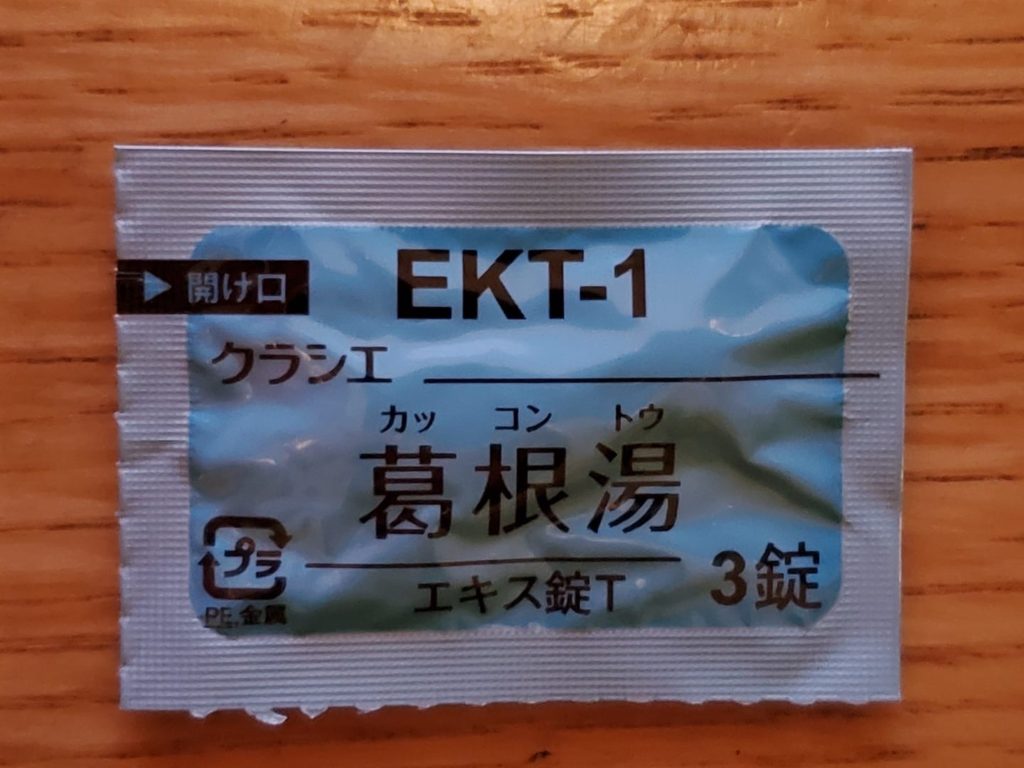 EKT-1
開け口
クラシエ
カッ コン トウ
葛根湯
エキス錠T
3錠
プラ
PE,金属